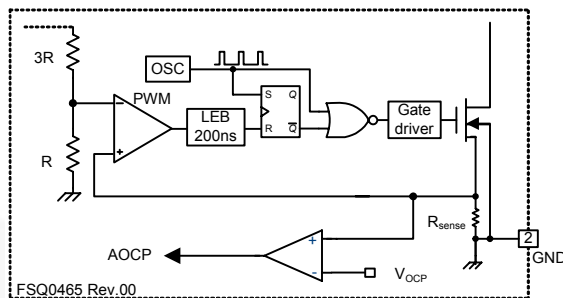 3R
OSC
PWM
S Q
R Q
LEB
200ns
Gate
driver
R
Rsense
2
GND
AOCP
VOCP
+
-
−
+
FSQ0465 Rev.00